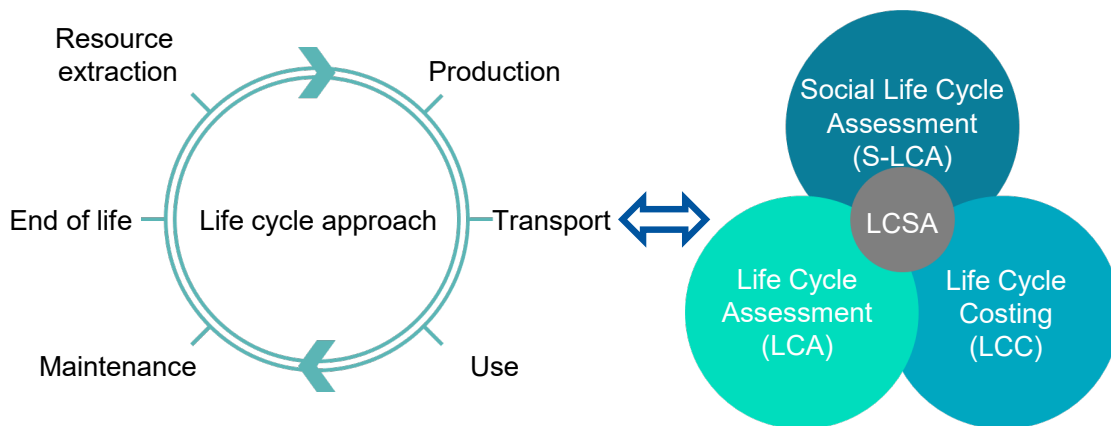 Resource
extraction
Production
End of life
Life cycle approach
Transport
Maintenance
Use
Social Life Cycle
Assessment
(S-LCA)
LCSA
Life Cycle
Assessment
(LCA)
Life Cycle
Costing
(LCC)